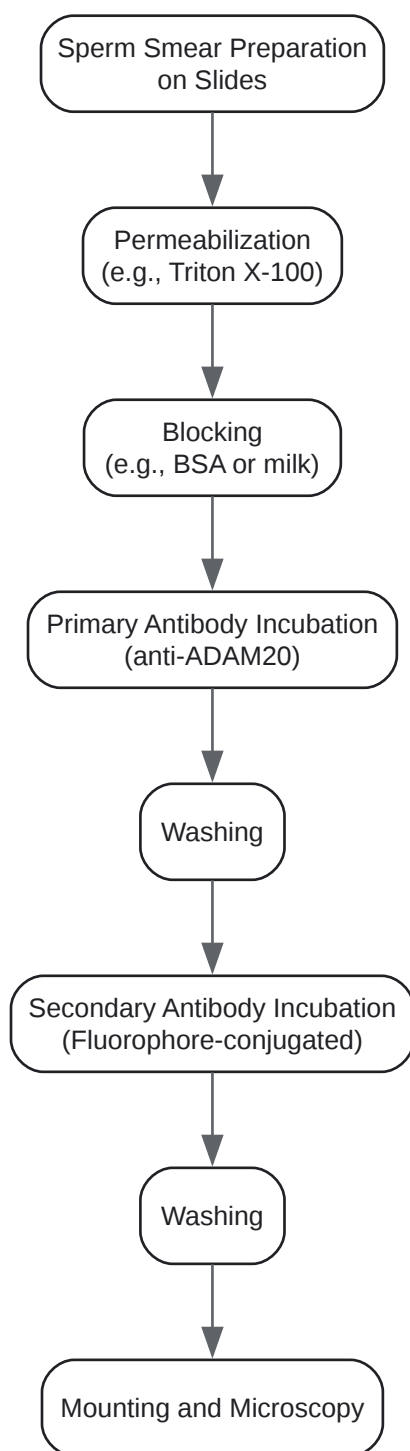 Sperm Smear Preparation
on Slides
Permeabilization
(e.g., Triton X-100)
Blocking
(e.g., BSA or milk)
Primary Antibody Incubation
(anti-ADAM20)
Washing
Secondary Antibody Incubation
(Fluorophore-conjugated)
Washing
Mounting and Microscopy